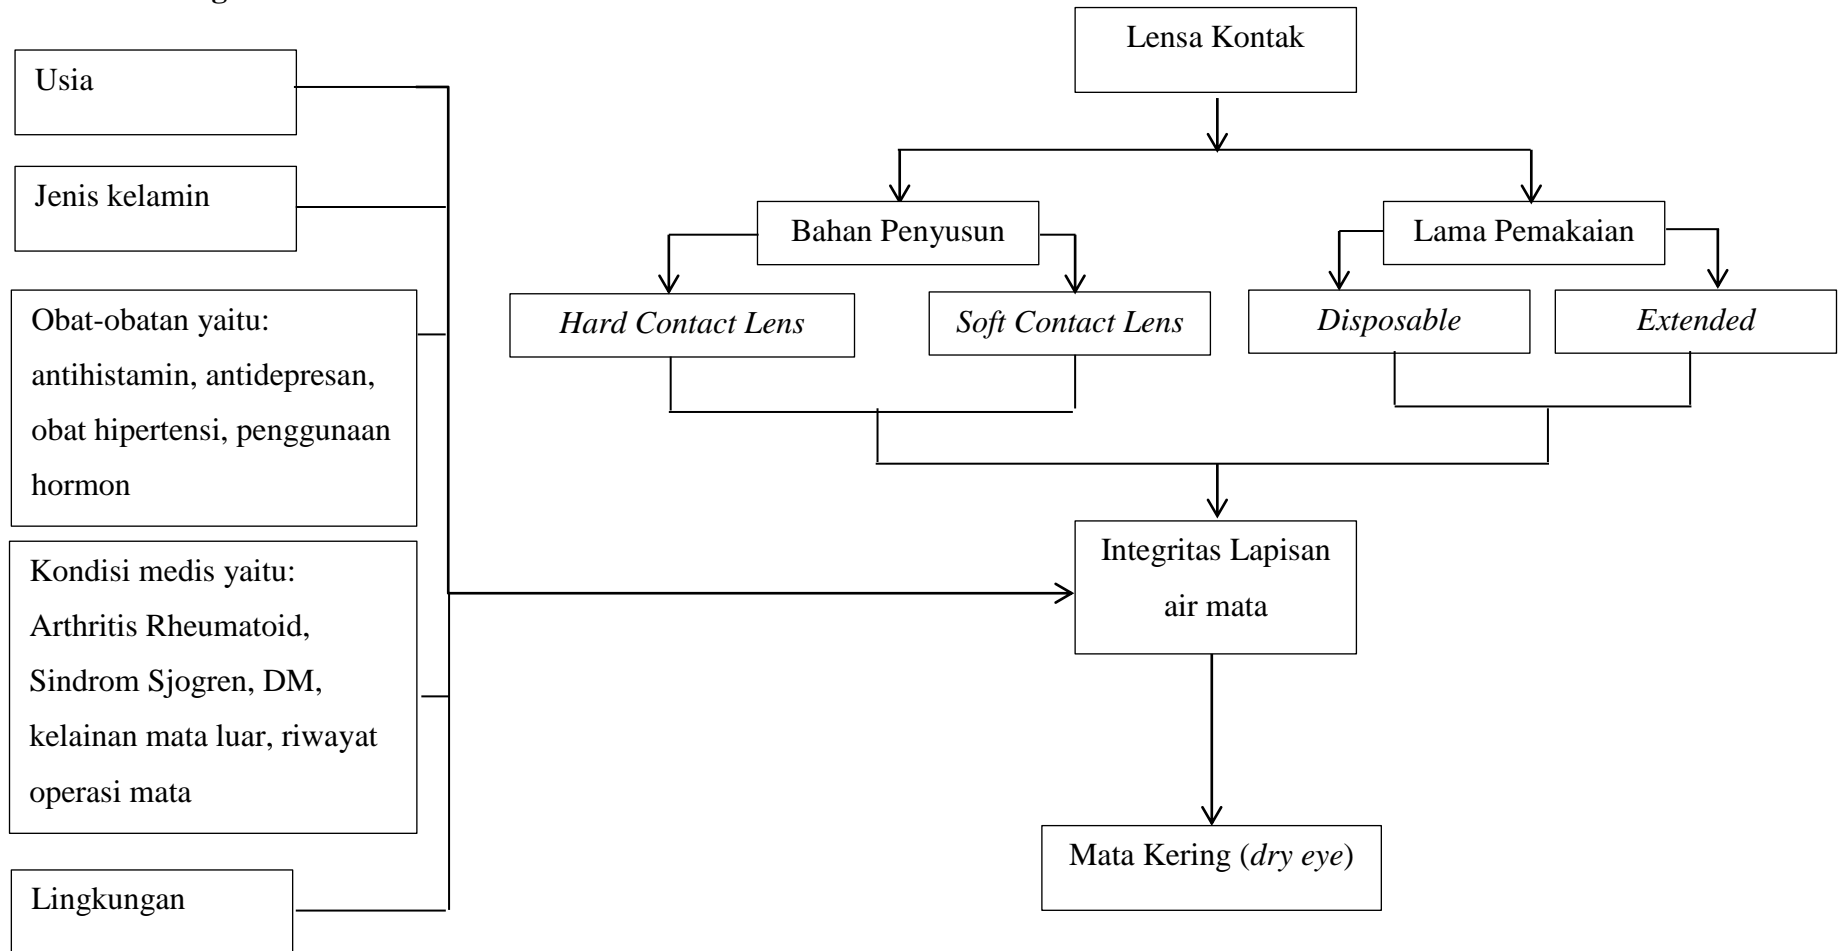 Lensa Kontak
Usia
Jenis kelamin
Bahan Penyusun
Lama Pemakaian
Hard Contact Lens
Soft Contact Lens
Disposable
Extended
Obat-obatan yaitu:
antihistamin, antidepresan,
obat hipertensi, penggunaan
hormon
Integritas Lapisan
air mata
Kondisi medis yaitu:
Arthritis Rheumatoid,
Sindrom Sjogren, DM,
kelainan mata luar, riwayat
operasi mata
Mata Kering (dry eye)
Lingkungan